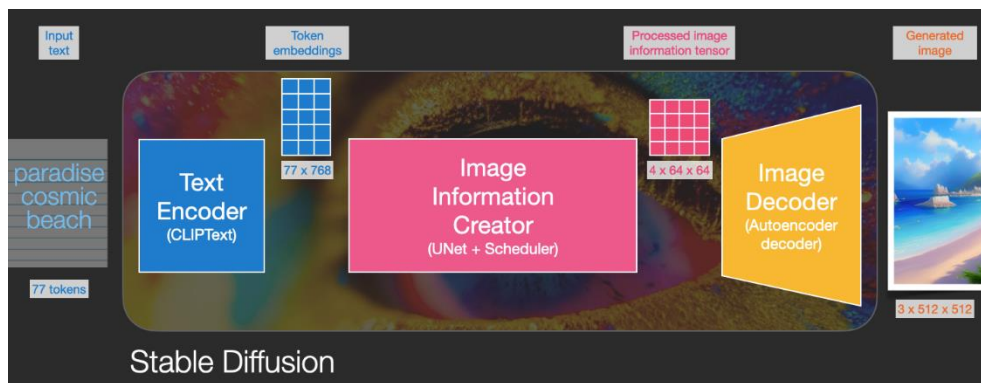 Input
text
Token
embeddings
Processed image
information tensor
Generated
image
paradise
cosmic
beach
77 tokens
Text
Encoder
(CLIPText)
77 x 768
Image
Information
Creator
(UNet + Scheduler)
4 x 64 x 64
Image
Decoder
(Autoencoder
decoder)
3 x 512 x 512
Stable Diffusion